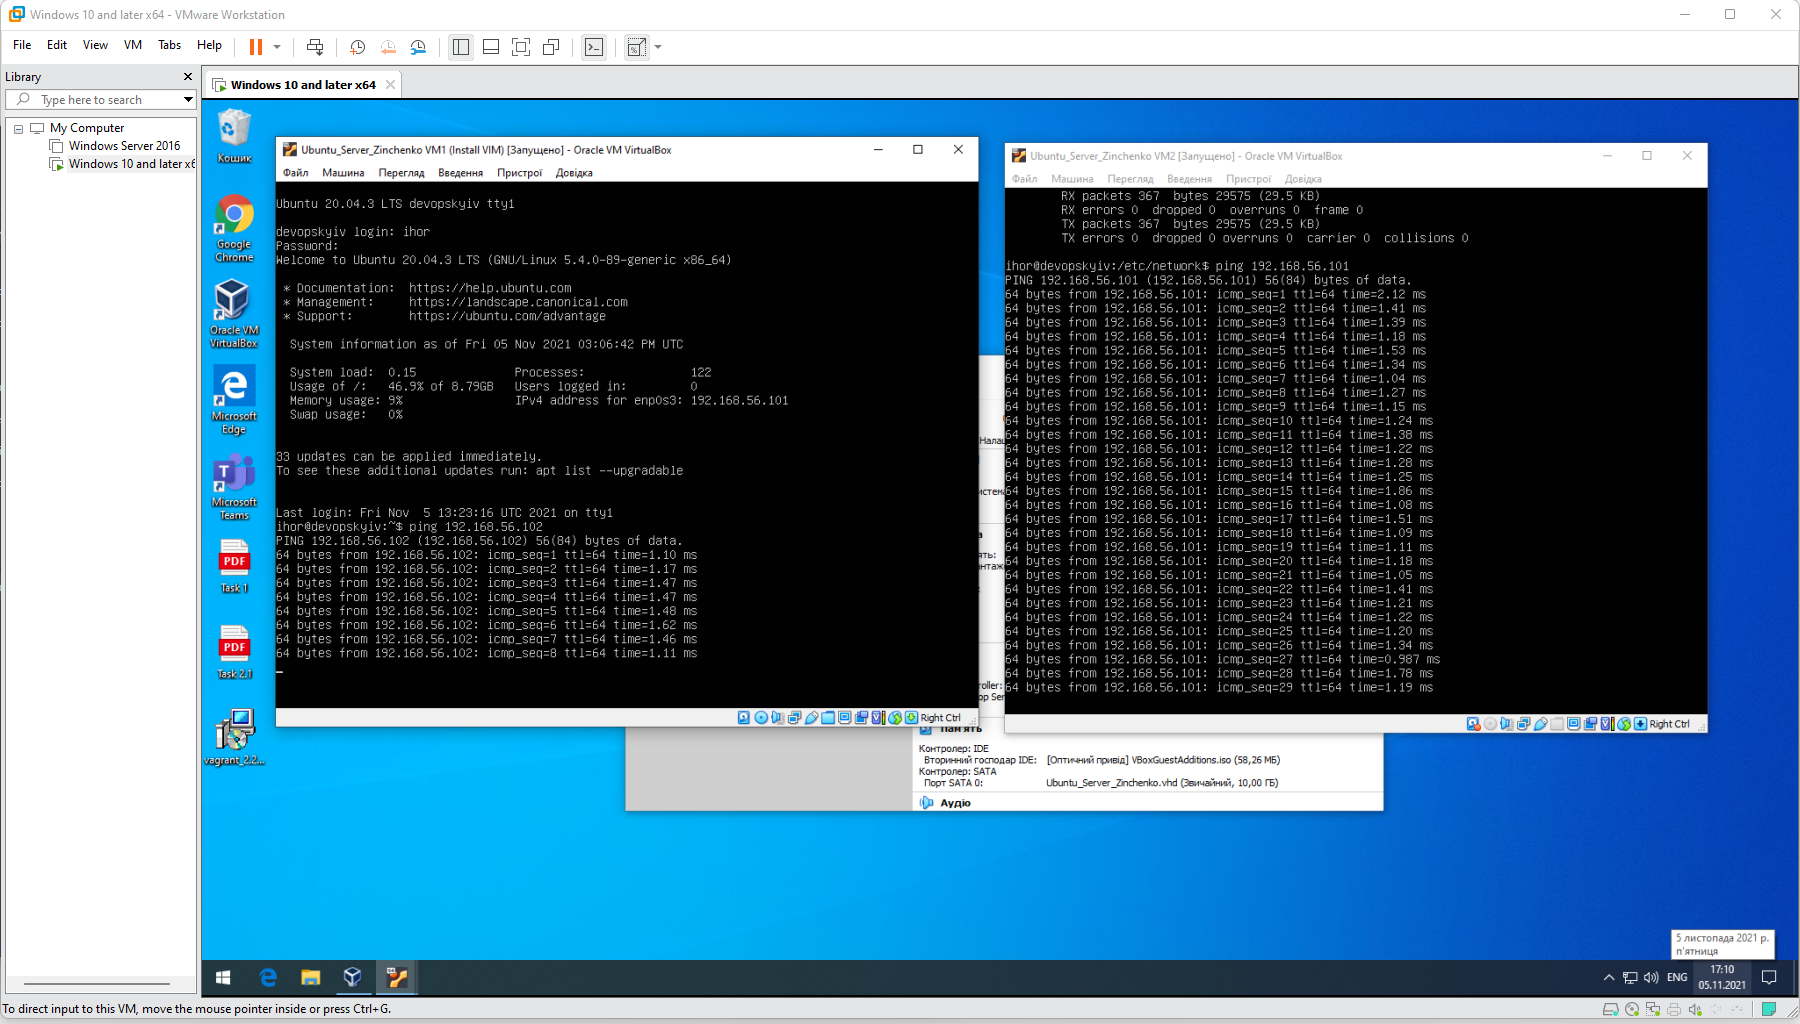 Windows 10 and later x64 - VMware Workstation
File Edit View VM Tabs Help
Library
Type here to search
My Computer
Windows Server 2016
Windows 10 and later x6
Windows 10 and later x64
Кошик
Google
Chrome
Oracle VM
VirtualBox
Microsoft
Edge
Microsoft
Teams
PDF
Task 1
PDF
Task 2.1
vagrant_2.2...
Ubuntu_Server_Zinchenko VM1 (Install VIM) [Запущено] - Oracle VM VirtualBox
Файл Машина Перегляд Введення Пристрої Довідка
Ubuntu 20.04.3 LTS devopskyiv tty1
devopskyiv login: ihor
Password:
Welcome to Ubuntu 20.04.3 LTS (GNU/Linux 5.4.0-89-generic x86_64)
* Documentation: https://help.ubuntu.com
* Management: https://landscape.canonical.com
* Support: https://ubuntu.com/advantage
System information as of Fri 05 Nov 2021 03:06:42 PM UTC
System load: 0.15 Processes: 122
Usage of /: 46.9% of 8.79GB Users logged in: 0
Memory usage: 9% IPv4 address for enp0s3: 192.168.56.101
Swap usage: 0%
33 updates can be applied immediately.
To see these additional updates run: apt list --upgradable
Last login: Fri Nov 5 13:23:16 UTC 2021 on tty1
ihor@devopskyiv:~$ ping 192.168.56.102
PING 192.168.56.102 (192.168.56.102) 56(84) bytes of data.
64 bytes from 192.168.56.102: icmp_seq=1 ttl=64 time=1.10 ms
64 bytes from 192.168.56.102: icmp_seq=2 ttl=64 time=1.17 ms
64 bytes from 192.168.56.102: icmp_seq=3 ttl=64 time=1.47 ms
64 bytes from 192.168.56.102: icmp_seq=4 ttl=64 time=1.47 ms
64 bytes from 192.168.56.102: icmp_seq=5 ttl=64 time=1.48 ms
64 bytes from 192.168.56.102: icmp_seq=6 ttl=64 time=1.62 ms
64 bytes from 192.168.56.102: icmp_seq=7 ttl=64 time=1.46 ms
64 bytes from 192.168.56.102: icmp_seq=8 ttl=64 time=1.11 ms
Right Ctrl
Ubuntu_Server_Zinchenko VM2 [Запущено] - Oracle VM VirtualBox
Файл Машина Перегляд Введення Пристрої Довідка
RX packets 367 bytes 29575 (29.5 KB)
RX errors 0 dropped 0 overruns 0 frame 0
TX packets 367 bytes 29575 (29.5 KB)
TX errors 0 dropped 0 overruns 0 carrier 0 collisions 0
ihor@devopskyiv:/etc/network$ ping 192.168.56.101
PING 192.168.56.101 (192.168.56.101) 56(84) bytes of data.
64 bytes from 192.168.56.101: icmp_seq=1 ttl=64 time=2.12 ms
64 bytes from 192.168.56.101: icmp_seq=2 ttl=64 time=1.41 ms
64 bytes from 192.168.56.101: icmp_seq=3 ttl=64 time=1.39 ms
64 bytes from 192.168.56.101: icmp_seq=4 ttl=64 time=1.18 ms
64 bytes from 192.168.56.101: icmp_seq=5 ttl=64 time=1.53 ms
64 bytes from 192.168.56.101: icmp_seq=6 ttl=64 time=1.34 ms
64 bytes from 192.168.56.101: icmp_seq=7 ttl=64 time=1.04 ms
64 bytes from 192.168.56.101: icmp_seq=8 ttl=64 time=1.27 ms
64 bytes from 192.168.56.101: icmp_seq=9 ttl=64 time=1.15 ms
64 bytes from 192.168.56.101: icmp_seq=10 ttl=64 time=1.24 ms
64 bytes from 192.168.56.101: icmp_seq=11 ttl=64 time=1.38 ms
64 bytes from 192.168.56.101: icmp_seq=12 ttl=64 time=1.22 ms
64 bytes from 192.168.56.101: icmp_seq=13 ttl=64 time=1.28 ms
64 bytes from 192.168.56.101: icmp_seq=14 ttl=64 time=1.25 ms
64 bytes from 192.168.56.101: icmp_seq=15 ttl=64 time=1.86 ms
64 bytes from 192.168.56.101: icmp_seq=16 ttl=64 time=1.08 ms
64 bytes from 192.168.56.101: icmp_seq=17 ttl=64 time=1.51 ms
64 bytes from 192.168.56.101: icmp_seq=18 ttl=64 time=1.09 ms
64 bytes from 192.168.56.101: icmp_seq=19 ttl=64 time=1.11 ms
64 bytes from 192.168.56.101: icmp_seq=20 ttl=64 time=1.18 ms
64 bytes from 192.168.56.101: icmp_seq=21 ttl=64 time=1.05 ms
64 bytes from 192.168.56.101: icmp_seq=22 ttl=64 time=1.41 ms
64 bytes from 192.168.56.101: icmp_seq=23 ttl=64 time=1.21 ms
64 bytes from 192.168.56.101: icmp_seq=24 ttl=64 time=1.22 ms
64 bytes from 192.168.56.101: icmp_seq=25 ttl=64 time=1.20 ms
64 bytes from 192.168.56.101: icmp_seq=26 ttl=64 time=1.34 ms
64 bytes from 192.168.56.101: icmp_seq=27 ttl=64 time=0.987 ms
64 bytes from 192.168.56.101: icmp_seq=28 ttl=64 time=1.78 ms
64 bytes from 192.168.56.101: icmp_seq=29 ttl=64 time=1.19 ms
Right Ctrl
Пам'ять
Контролер: IDE
Вторинний господар IDE: [Оптичний привід] VBoxGuestAdditions.iso (58,26 МБ)
Контролер: SATA
Порт SATA 0: Ubuntu_Server_Zinchenko.vhd (Звичайний, 10,00 ГБ)
Аудіо
5 листопада 2021 р.
п'ятниця
ENG
17:10
05.11.2021
To direct input to this VM, move the mouse pointer inside or press Ctrl+G.